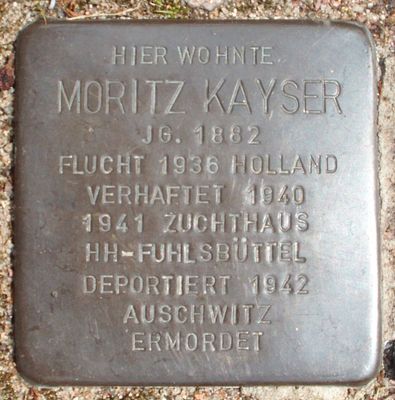 HIER WOHNTE
MORITZ KAYSER
JG. 1882
FLUCHT 1936 HOLLAND
VERHAFTET 1940
1941 ZUCHTHAUS
HH-FUHLSBÜTTEL
DEPORTIERT 1942
AUSCHWITZ
ERMORDET